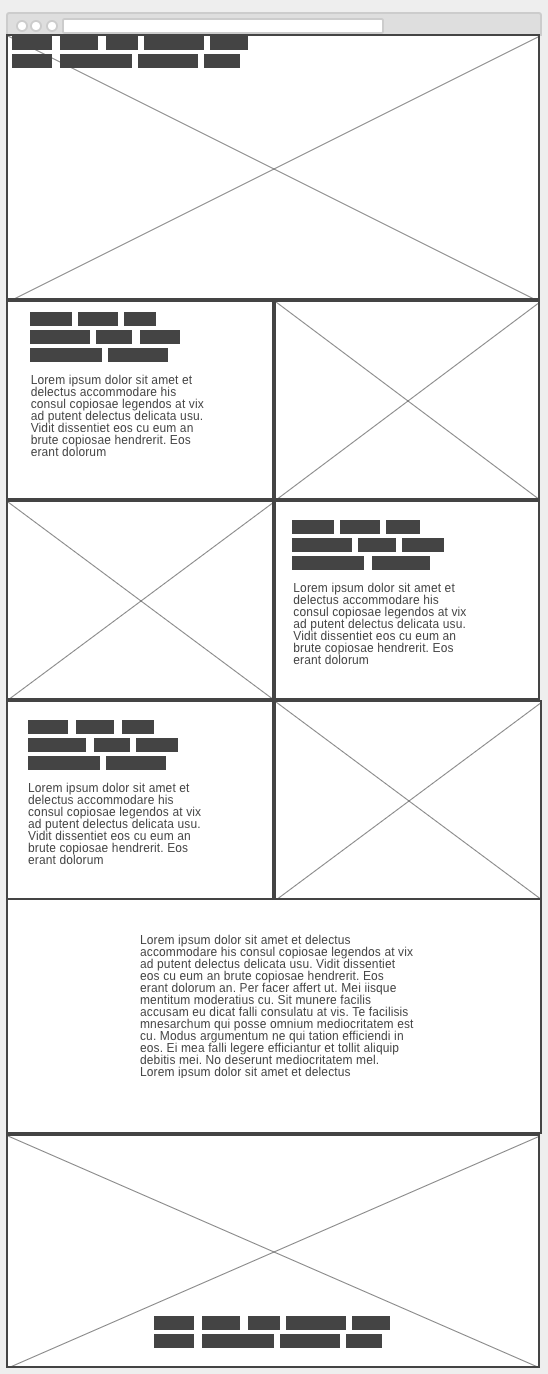 Lorem ipsum dolor sit amet et
delectus accommodare his
consul copiosae legendos at vix
ad putent delectus delicata usu.
Vidit dissentiet eos cu eum an
brute copiosae hendrerit. Eos
erant dolorum
Lorem ipsum dolor sit amet et
delectus accommodare his
consul copiosae legendos at vix
ad putent delectus delicata usu.
Vidit dissentiet eos cu eum an
brute copiosae hendrerit. Eos
erant dolorum
Lorem ipsum dolor sit amet et
delectus accommodare his
consul copiosae legendos at vix
ad putent delectus delicata usu.
Vidit dissentiet eos cu eum an
brute copiosae hendrerit. Eos
erant dolorum
Lorem ipsum dolor sit amet et delectus
accommodare his consul copiosae legendos at vix
ad putent delectus delicata usu. Vidit dissentiet
eos cu eum an brute copiosae hendrerit. Eos
erant dolorum an. Per facer affert ut. Mei iisque
mentitum moderatius cu. Sit munere facilis
accusam eu dicat falli consulatu at vis. Te facilisis
mnesarchum qui posse omnium mediocritatem est
cu. Modus argumentum ne qui tation efficiendi in
eos. Ei mea falli legere efficiantur et tollit aliquip
debitis mei. No deserunt mediocritatem mel.
Lorem ipsum dolor sit amet et delectus